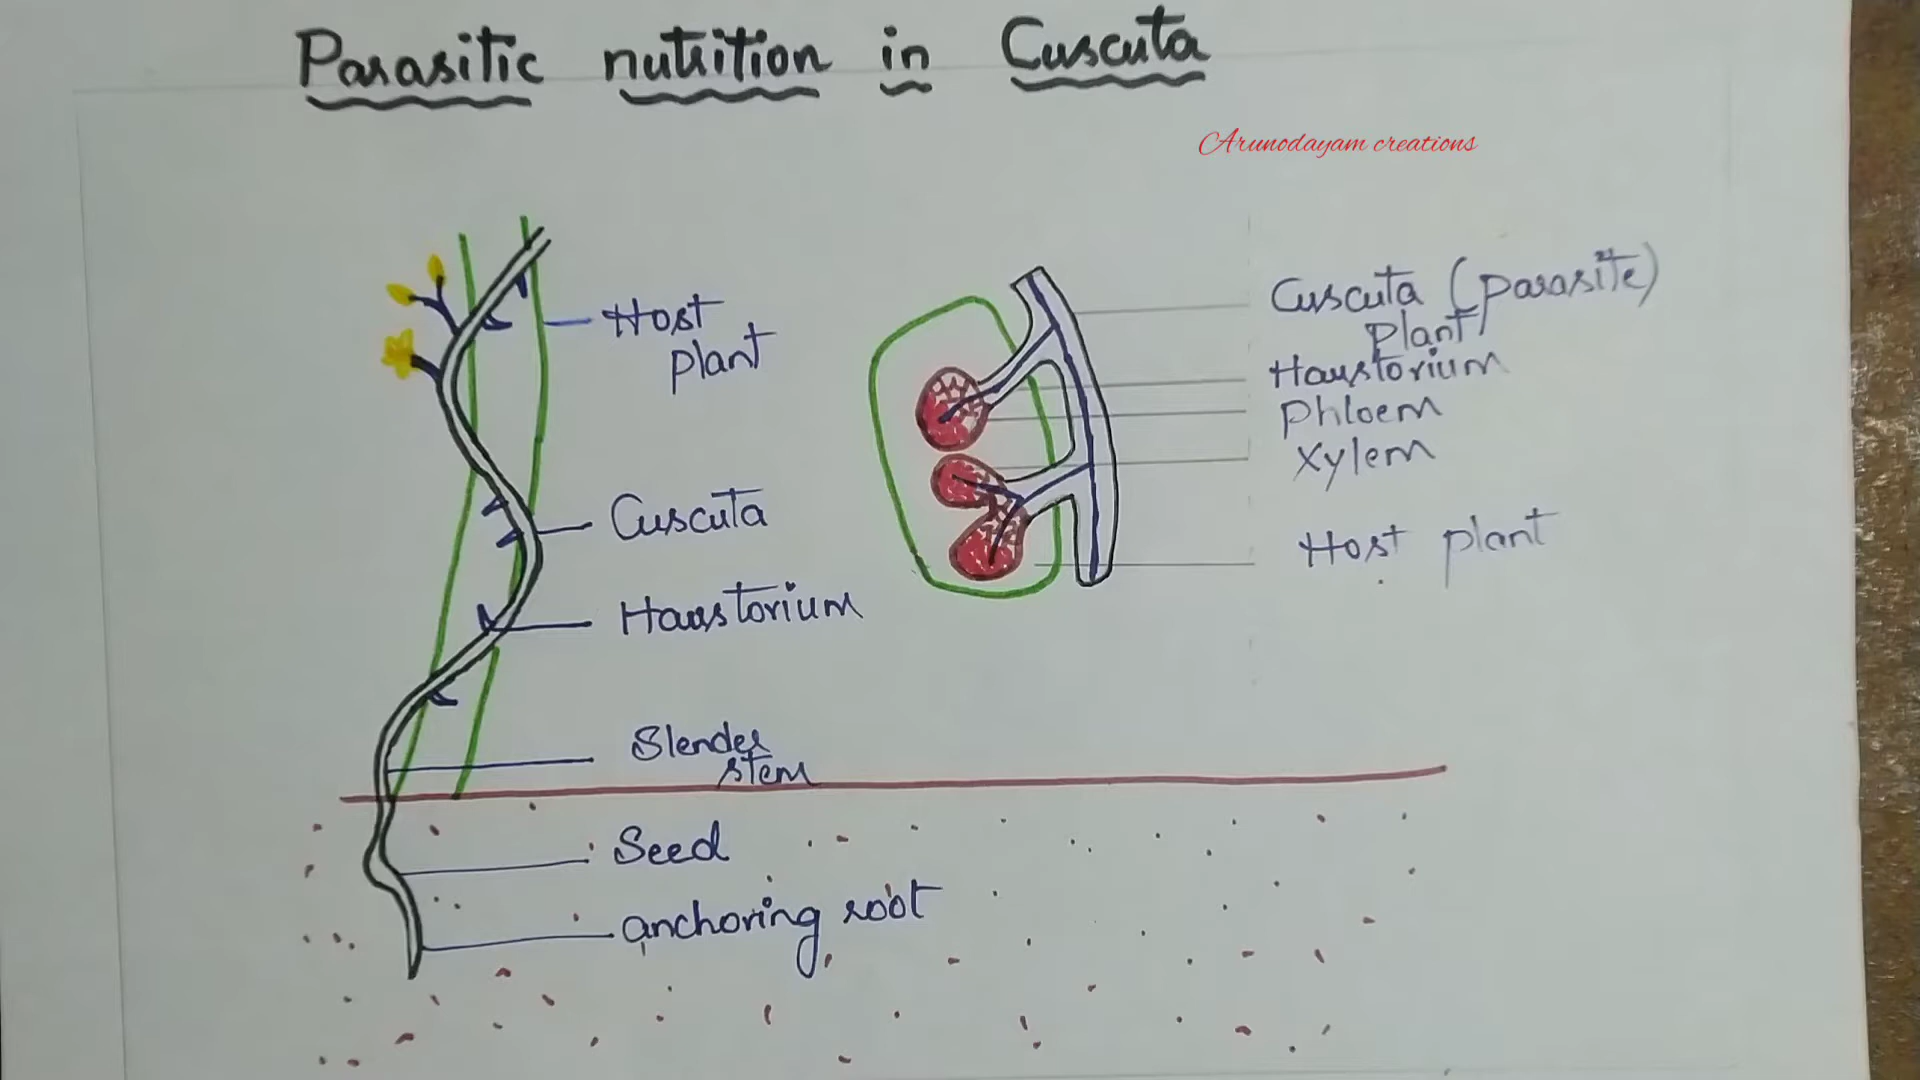 Parasitic nutrition in Cuscuta
Arunodayam creations
Host
plant
Cuscuta
Haustorium
Slender
stem
Seed
anchoring root
Cuscuta (parasite)
plant
Haustorium
Phloem
Xylem
Host plant